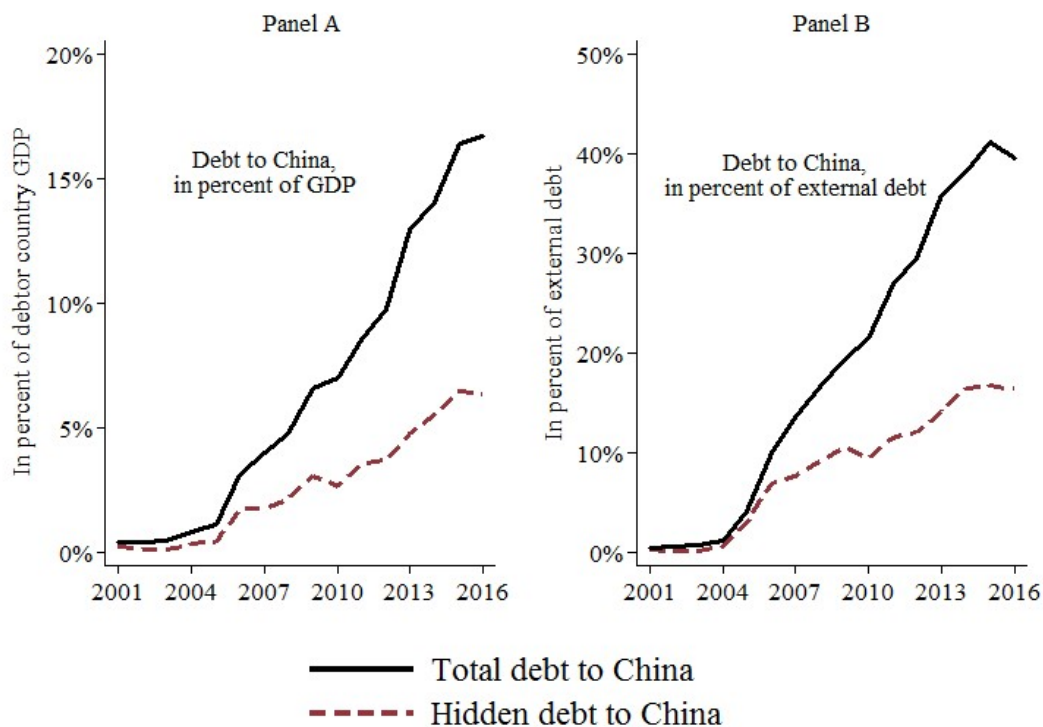 Panel A
In percent of debtor country GDP
20%
15%
10%
5%
0%
Debt to China,
in percent of GDP
2001 2004 2007 2010 2013 2016
Panel B
In percent of external debt
50%
40%
30%
20%
10%
0%
Debt to China,
in percent of external debt
2001 2004 2007 2010 2013 2016
Total debt to China
Hidden debt to China